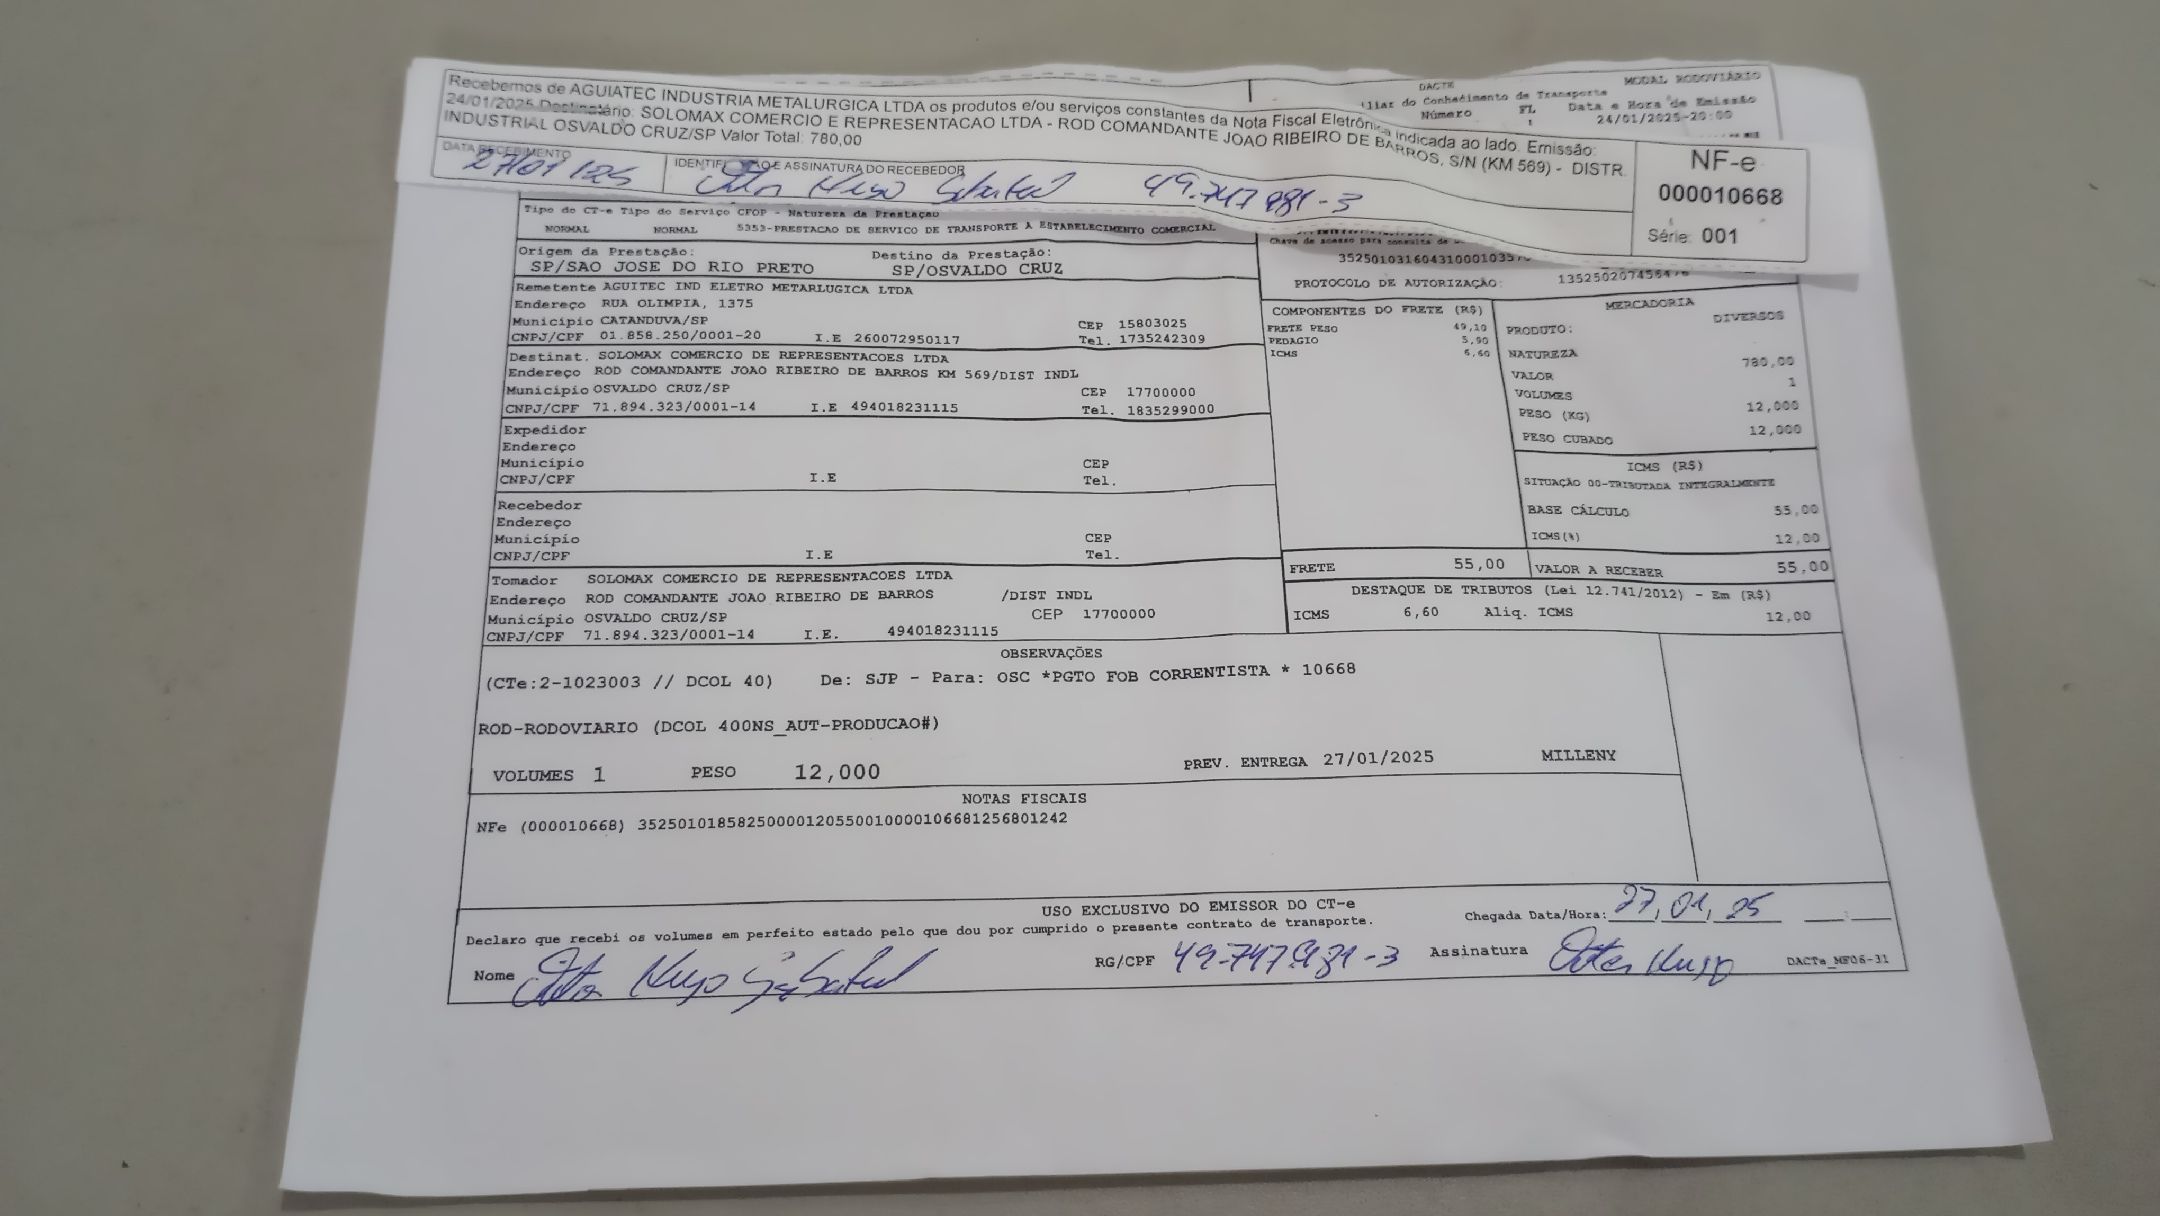 Recebemos de AGUIATEC INDUSTRIA METALURGICA LTDA os produtos e/ou serviços constantes da Nota Fiscal Eletrônica indicada ao lado. Emissão:
24/01/2025 Destinatário: SOLOMAX COMERCIO E REPRESENTACAO LTDA - ROD COMANDANTE JOAO RIBEIRO DE BARROS, S/N (KM 569) - DISTR.
INDUSTRIAL OSVALDO CRUZ/SP Valor Total: 780,00
DATA RECEBIMENTO
27/01/25
ASSINATURA DO RECEBEDOR
NF-e
000010668
Série: 001
DACTE
MODAL RODOVIÁRIO
do Conhecimento de Transporte
Número FL Data e Hora de Emissão
1 24/01/2025-20:00
Tipo do CT-e Tipo do Serviço CFOP - Natureza da Prestação
NORMAL NORMAL 5353-PRESTACAO DE SERVICO DE TRANSPORTE A ESTABELECIMENTO COMERCIAL
Chave de acesso para consulta de
Origem da Prestação: Destino da Prestação:
SP/SAO JOSE DO RIO PRETO SP/OSVALDO CRUZ
PROTOCOLO DE AUTORIZAÇÃO:
Remetente AGUITEC IND ELETRO METARLUGICA LTDA
Endereço RUA OLIMPIA, 1375
Município CATANDUVA/SP CEP 15803025
CNPJ/CPF 01.858.250/0001-20 I.E 260072950117 Tel. 1735242309
Destinat. SOLOMAX COMERCIO DE REPRESENTACOES LTDA
Endereço ROD COMANDANTE JOAO RIBEIRO DE BARROS KM 569/DIST INDL
Município OSVALDO CRUZ/SP CEP 17700000
CNPJ/CPF 71.894.323/0001-14 I.E 494018231115 Tel. 1835299000
Expedidor
Endereço
Município CEP
CNPJ/CPF I.E Tel.
Recebedor
Endereço
Município CEP
CNPJ/CPF I.E Tel.
Tomador SOLOMAX COMERCIO DE REPRESENTACOES LTDA
Endereço ROD COMANDANTE JOAO RIBEIRO DE BARROS /DIST INDL
Município OSVALDO CRUZ/SP CEP 17700000
CNPJ/CPF 71.894.323/0001-14 I.E. 494018231115
COMPONENTES DO FRETE (R$)
FRETE PESO 49,10
PEDAGIO 5,90
ICMS 6,60
MERCADORIA
PRODUTO: DIVERSOS
NATUREZA
VALOR 780,00
VOLUMES 1
PESO (KG) 12,000
PESO CUBADO 12,000
ICMS (R$)
SITUAÇÃO 00-TRIBUTADA INTEGRALMENTE
BASE CÁLCULO 55,00
ICMS(%) 12,00
FRETE 55,00 VALOR A RECEBER 55,00
DESTAQUE DE TRIBUTOS (Lei 12.741/2012) - Em (R$)
ICMS 6,60 Aliq. ICMS 12,00
OBSERVAÇÕES
(CTe:2-1023003 // DCOL 40) De: SJP - Para: OSC *PGTO FOB CORRENTISTA * 10668
ROD-RODOVIARIO (DCOL 400NS_AUT-PRODUCAO#)
VOLUMES 1 PESO 12,000 PREV. ENTREGA 27/01/2025 MILLENY
NOTAS FISCAIS
NFe (000010668) 35250101858250000120550010000106681256801242
USO EXCLUSIVO DO EMISSOR DO CT-e
Chegada Data/Hora: 27, 01, 25
Declaro que recebi os volumes em perfeito estado pelo que dou por cumprido o presente contrato de transporte.
Nome RG/CPF 49.747.981-3 Assinatura DACTe_MF06-31